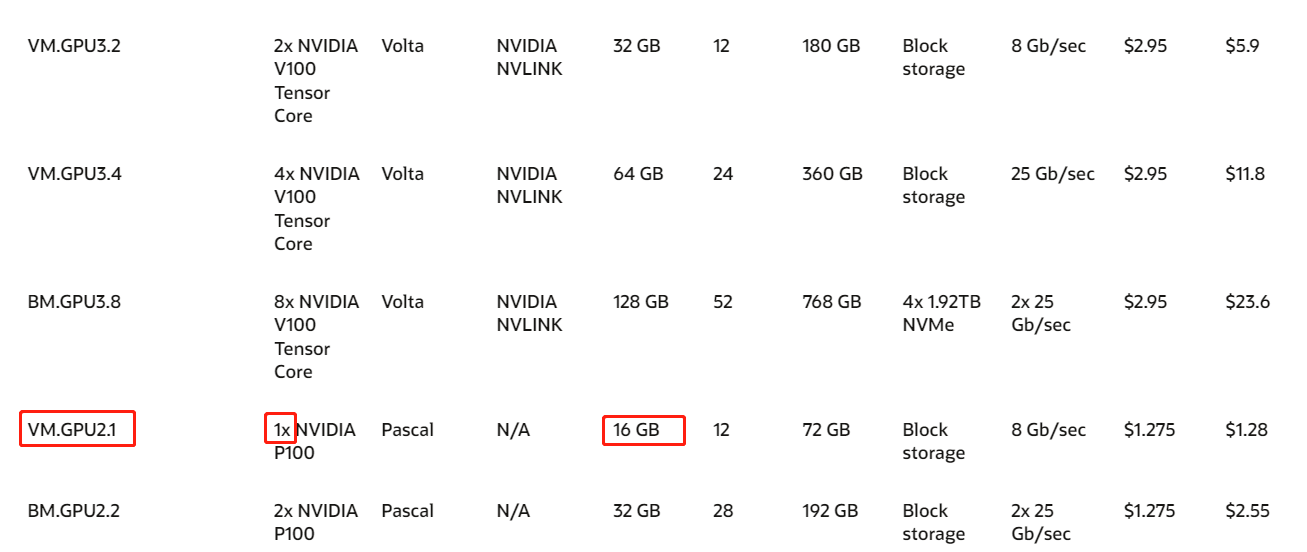 VM.GPU3.2 2x NVIDIA Volta NVIDIA 32 GB 12 180 GB Block 8 Gb/sec $2.95 $5.9
V100 NVLINK storage
Tensor
Core
VM.GPU3.4 4x NVIDIA Volta NVIDIA 64 GB 24 360 GB Block 25 Gb/sec $2.95 $11.8
V100 NVLINK storage
Tensor
Core
BM.GPU3.8 8x NVIDIA Volta NVIDIA 128 GB 52 768 GB 4x 1.92TB 2x 25 $2.95 $23.6
V100 NVLINK NVMe Gb/sec
Tensor
Core
VM.GPU2.1 1x NVIDIA Pascal N/A 16 GB 12 72 GB Block 8 Gb/sec $1.275 $1.28
P100 storage
BM.GPU2.2 2x NVIDIA Pascal N/A 32 GB 28 192 GB Block 2x 25 $1.275 $2.55
P100 storage Gb/sec